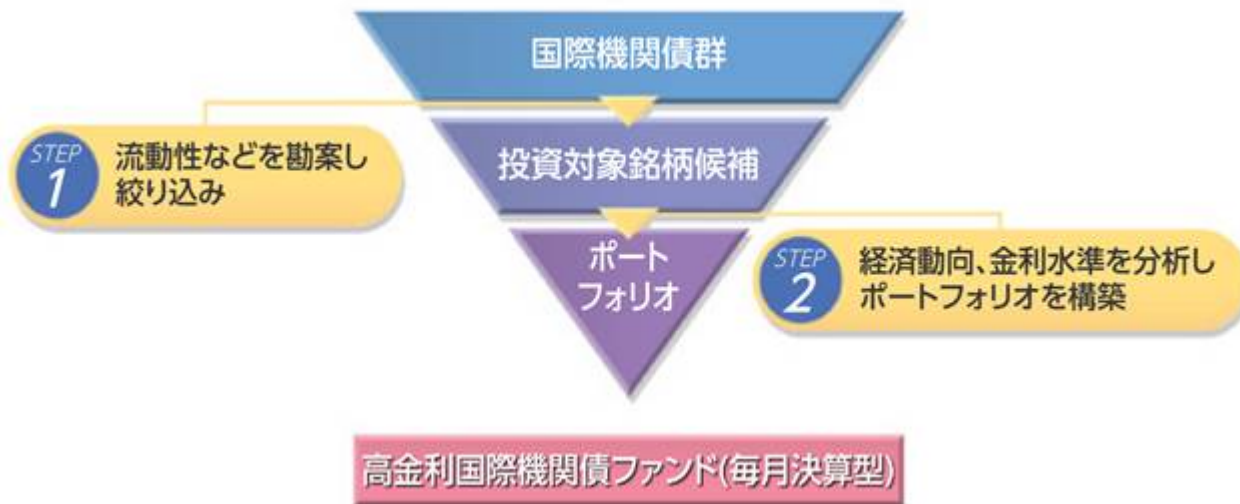 国際機関債群
STEP
1
流動性などを勘案し
絞り込み
投資対象銘柄候補
ポート
フォリオ
STEP
2
経済動向、金利水準を分析し
ポートフォリオを構築
高金利国際機関債ファンド(毎月決算型)